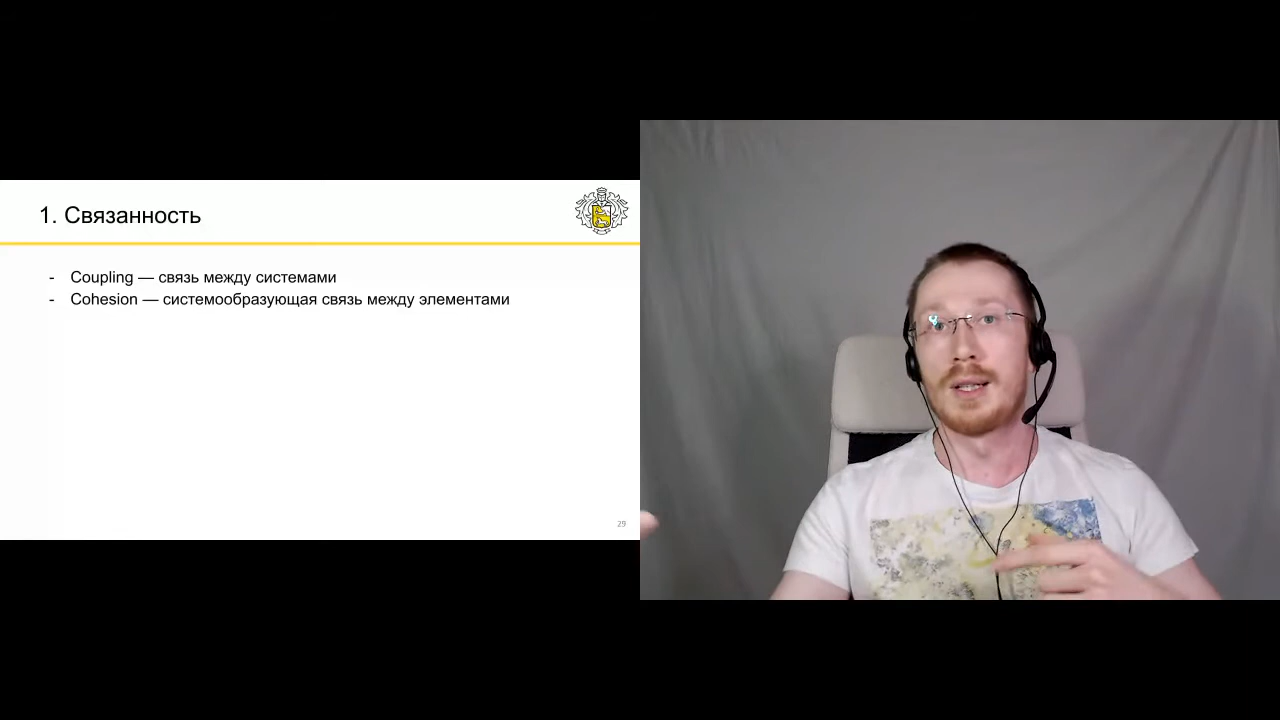 1. Связанность
- Coupling — связь между системами
- Cohesion — системообразующая связь между элементами
29